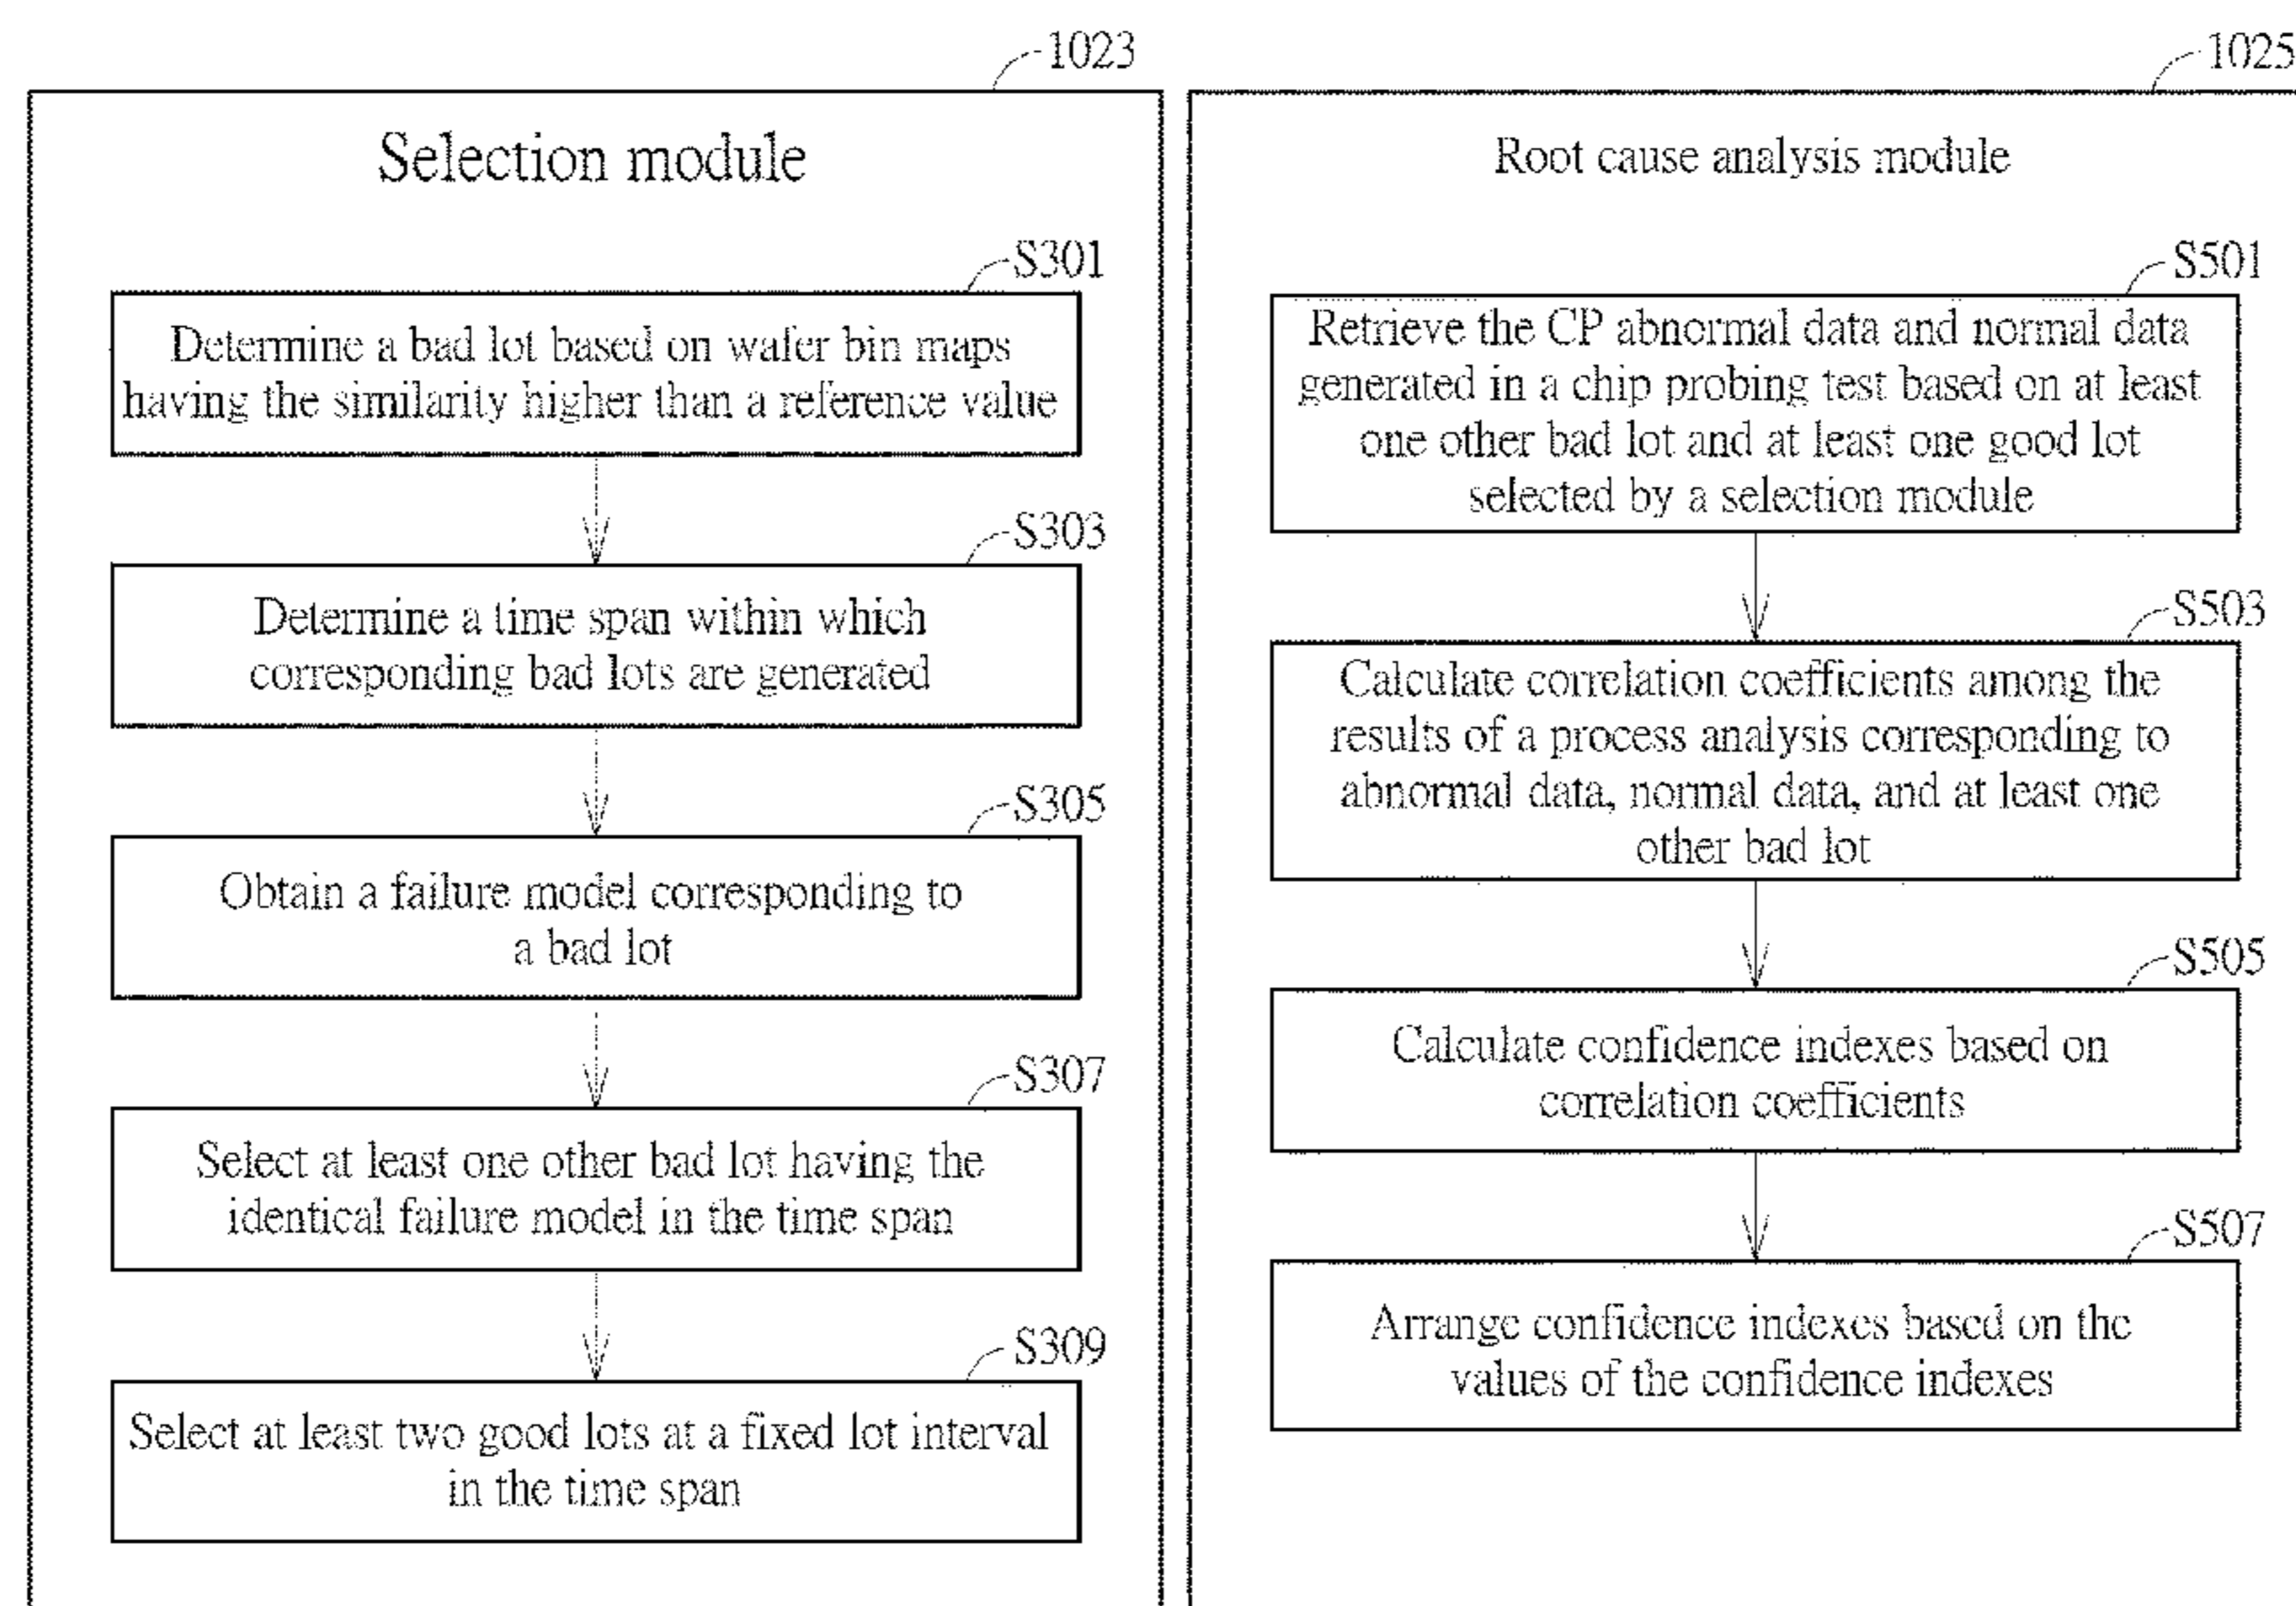 1023
Selection module
S301
Determine a bad lot based on wafer bin maps
having the similarity higher than a reference value
S303
Determine a time span within which
corresponding bad lots are generated
S305
Obtain a failure model corresponding to
a bad lot
S307
Select at least one other bad lot having the
identical failure model in the time span
S309
Select at least two good lots at a fixed lot interval
in the time span
1025
Root cause analysis module
S501
Retrieve the CP abnormal data and normal data
generated in a chip probing test based on at least
one other bad lot and at least one good lot
selected by a selection module
S503
Calculate correlation coefficients among the
results of a process analysis corresponding to
abnormal data, normal data, and at least one
other bad lot
S505
Calculate confidence indexes based on
correlation coefficients
S507
Arrange confidence indexes based on the
values of the confidence indexes